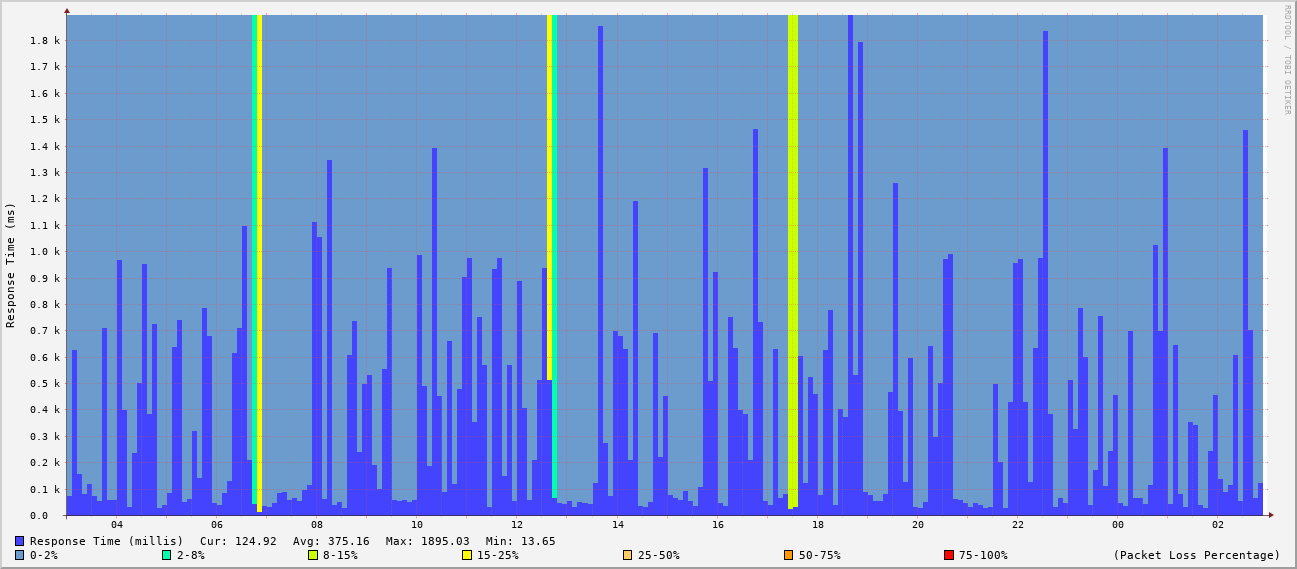 RRDTOOL / TOBI OETIKER
Response Time (ms)
1.8 k
1.7 k
1.6 k
1.5 k
1.4 k
1.3 k
1.2 k
1.1 k
1.0 k
0.9 k
0.8 k
0.7 k
0.6 k
0.5 k
0.4 k
0.3 k
0.2 k
0.1 k
0.0
04 06 08 10 12 14 16 18 20 22 00 02
Response Time (millis) Cur: 124.92 Avg: 375.16 Max: 1895.03 Min: 13.65
0-2% 2-8% 8-15% 15-25% 25-50% 50-75% 75-100% (Packet Loss Percentage)